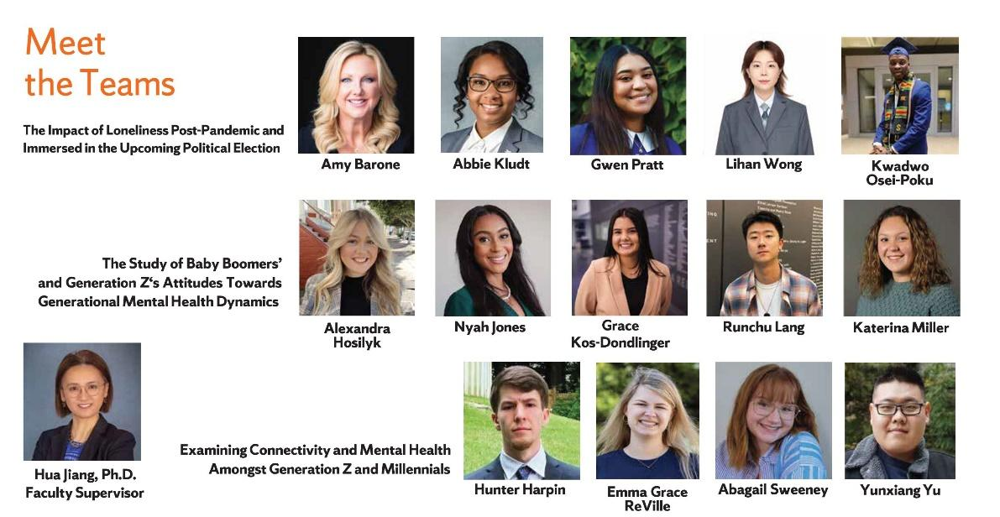 Meet
the Teams
The Impact of Loneliness Post-Pandemic and
Immersed in the Upcoming Political Election
Amy Barone
Abbie Kludt
Gwen Pratt
Lihan Wong
Kwadwo
Osei-Poku
The Study of Baby Boomers'
and Generation Z‘s Attitudes Towards
Generational Mental Health Dynamics
Alexandra
Hosilyk
Nyah Jones
Grace
Kos-Dondlinger
Runchu Lang
Katerina Miller
Hua Jiang, Ph.D.
Faculty Supervisor
Examining Connectivity and Mental Health
Amongst Generation Z and Millennials
Hunter Harpin
Emma Grace
ReVille
Abagail Sweeney
Yunxiang Yu